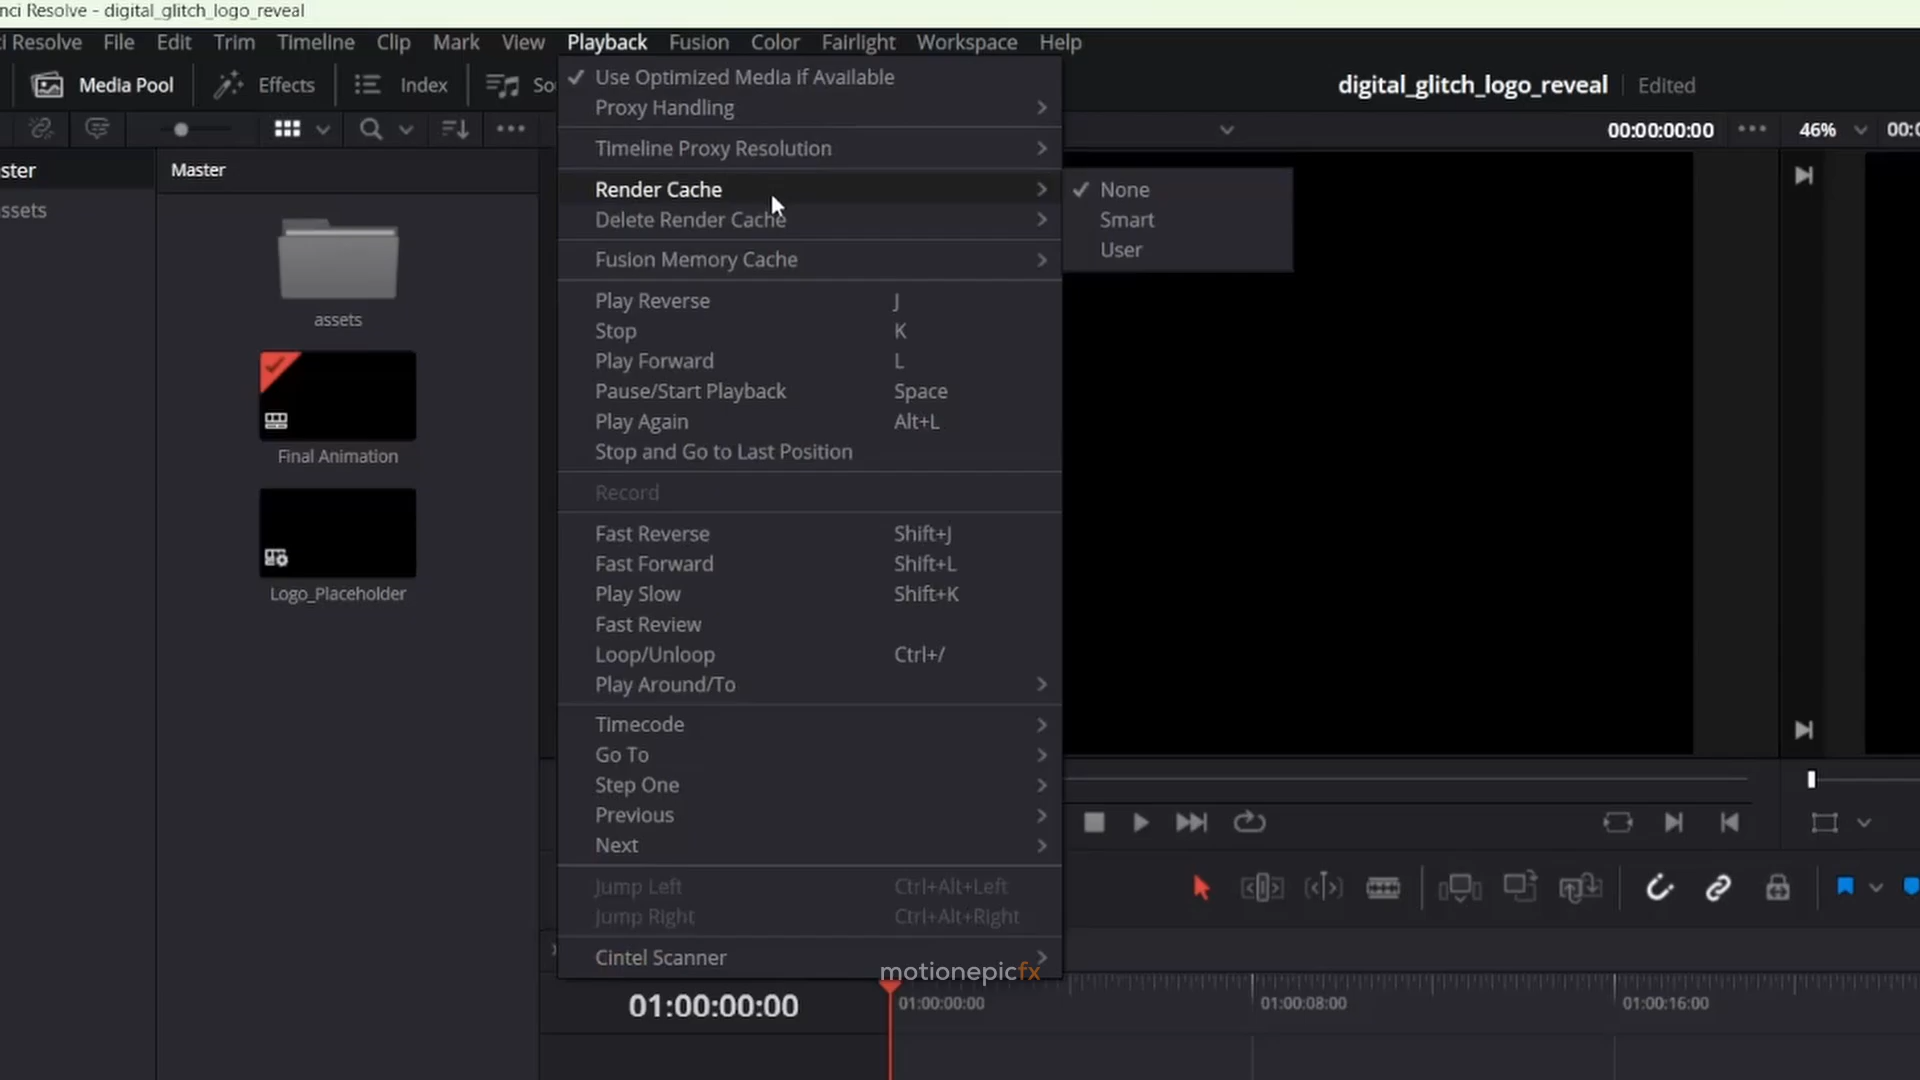 nci Resolve - digital_glitch_logo_reveal
i Resolve File Edit Trim Timeline Clip Mark View Playback Fusion Color Fairlight Workspace Help
Media Pool Effects Index Sou
digital_glitch_logo_reveal Edited
00:00:00:00 46% 00:0
ster
Master
ssets
assets
Final Animation
Logo_Placeholder
Use Optimized Media if Available
Proxy Handling
Timeline Proxy Resolution
Render Cache
Delete Render Cache
Fusion Memory Cache
Play Reverse J
Stop K
Play Forward L
Pause/Start Playback Space
Play Again Alt+L
Stop and Go to Last Position
Record
Fast Reverse Shift+J
Fast Forward Shift+L
Play Slow Shift+K
Fast Review
Loop/Unloop Ctrl+/
Play Around/To
Timecode
Go To
Step One
Previous
Next
Jump Left Ctrl+Alt+Left
Jump Right Ctrl+Alt+Right
Cintel Scanner
None
Smart
User
motionepicfx
01:00:00:00
01:00:00:00 01:00:08:00 01:00:16:00